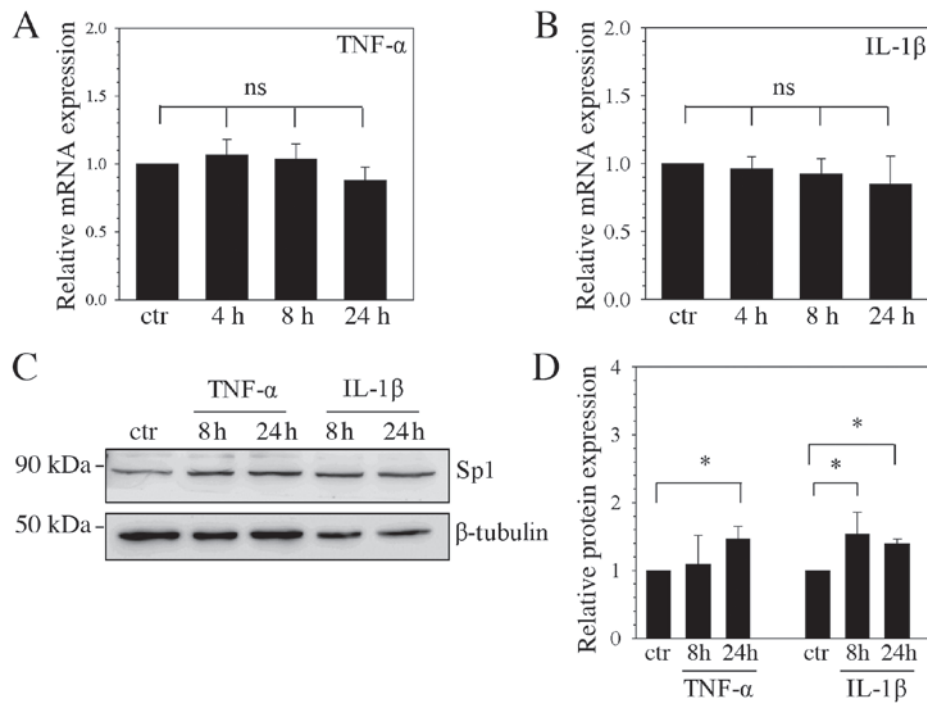 A
TNF-α
Relative mRNA expression
2.0
1.5
1.0
0.5
0.0
ns
ctr 4 h 8 h 24 h
B
IL-1β
Relative mRNA expression
2.0
1.5
1.0
0.5
0.0
ns
ctr 4 h 8 h 24 h
C
TNF-α IL-1β
ctr 8h 24h 8h 24h
90 kDa Sp1
50 kDa β-tubulin
D
Relative protein expression
4
3
2
1
0
*
*
*
ctr 8h 24h ctr 8h 24h
TNF-α IL-1β